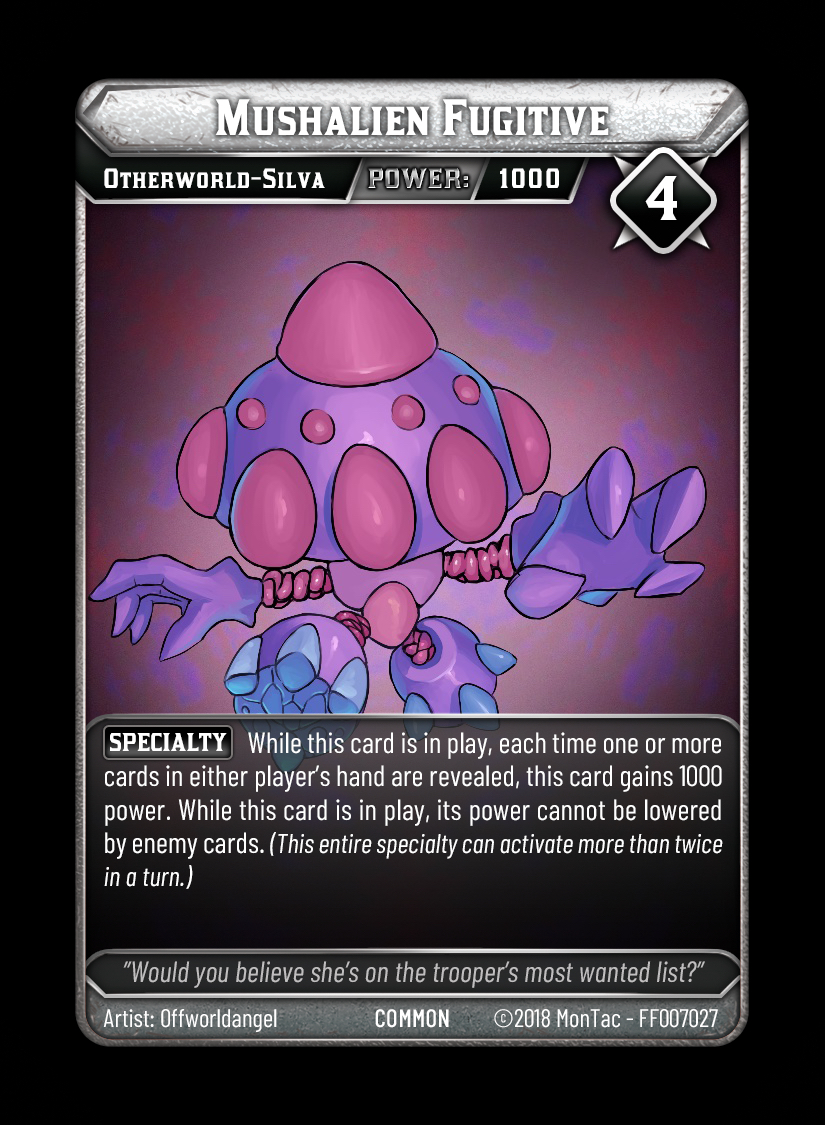 Mushalien Fugitive
Otherworld-Silva POWER: 1000
4
SPECIALTY While this card is in play, each time one or more
cards in either player's hand are revealed, this card gains 1000
power. While this card is in play, its power cannot be lowered
by enemy cards. (This entire specialty can activate more than twice
in a turn.)
"Would you believe she's on the trooper's most wanted list?"
Artist: Offworldangel COMMON ©2018 MonTac - FF007027